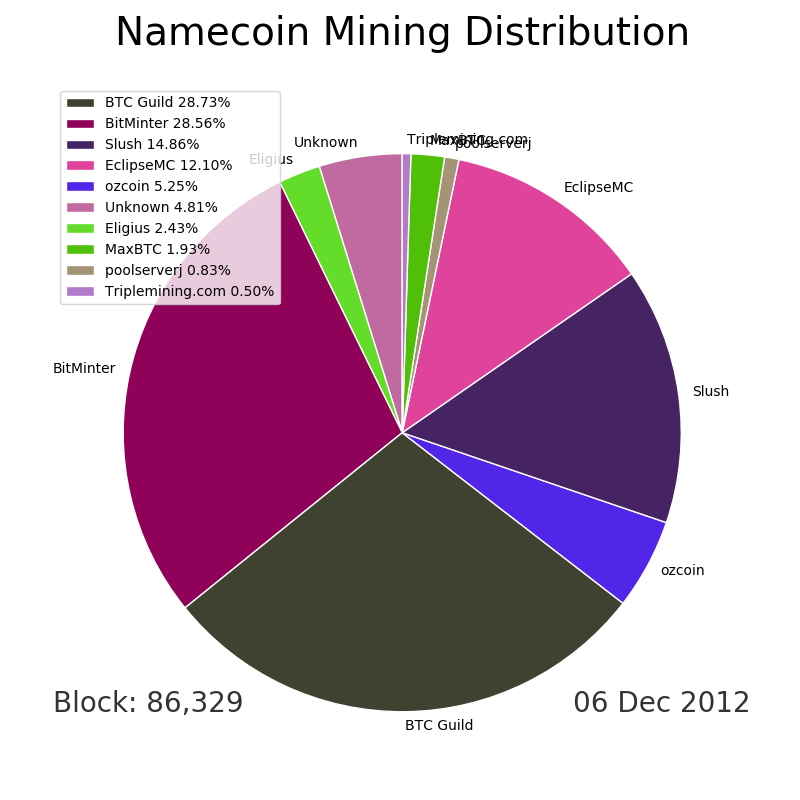 Namecoin Mining Distribution
BTC Guild 28.73%
BitMinter 28.56%
Slush 14.86%
EclipseMC 12.10%
ozcoin 5.25%
Unknown 4.81%
Eligius 2.43%
MaxBTC 1.93%
poolserverj 0.83%
Triplemining.com 0.50%
Eligius
Unknown
Triplemining.com
MaxBTC
poolserverj
EclipseMC
BitMinter
Slush
ozcoin
BTC Guild
Block: 86,329
06 Dec 2012